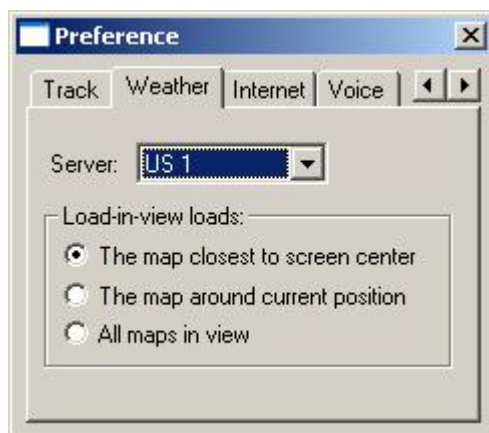 Preference
Track Weather Internet Voice
Server: US 1
Load-in-view loads:
The map closest to screen center
The map around current position
All maps in view